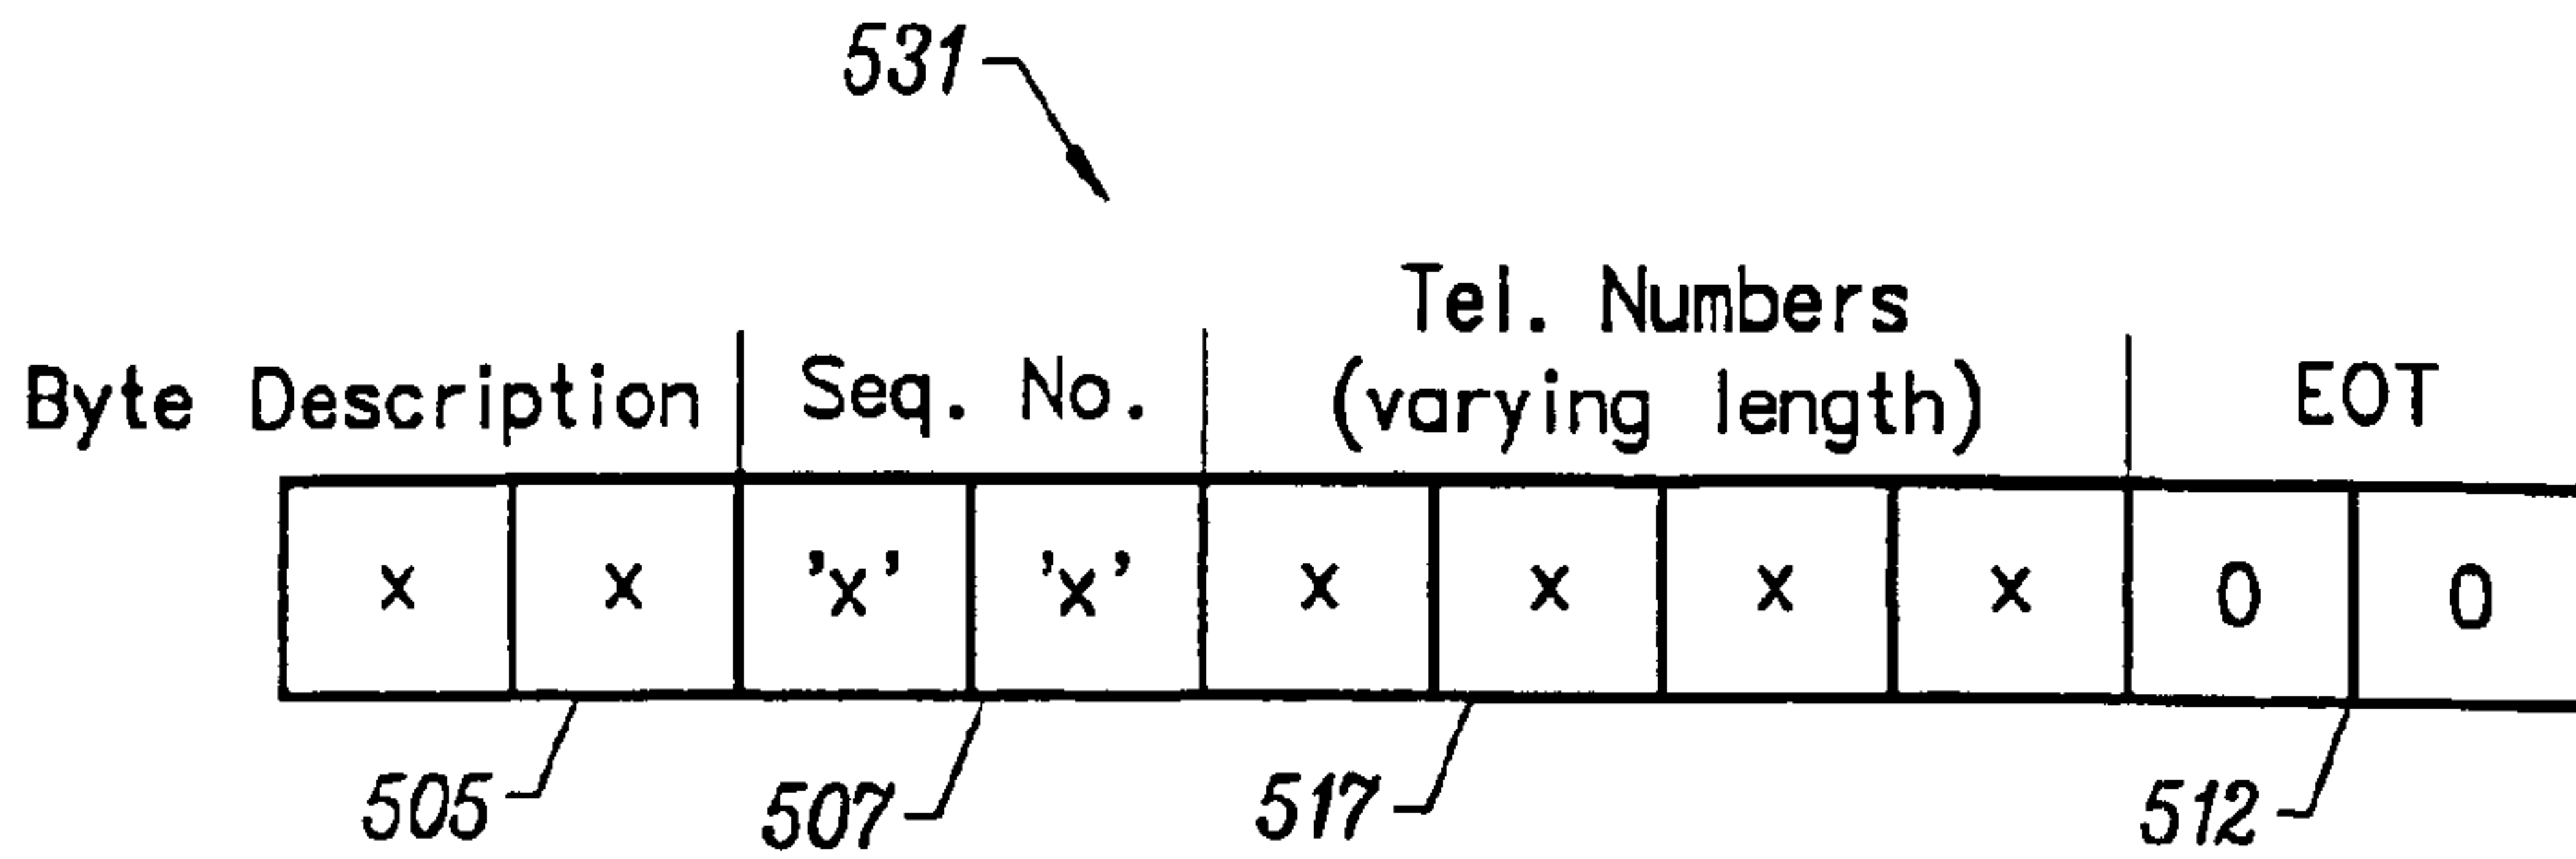 531
Tel. Numbers
Byte Description Seq. No. (varying length) EOT
x x 'x' 'x' x x x x 0 0
505 507 517 512